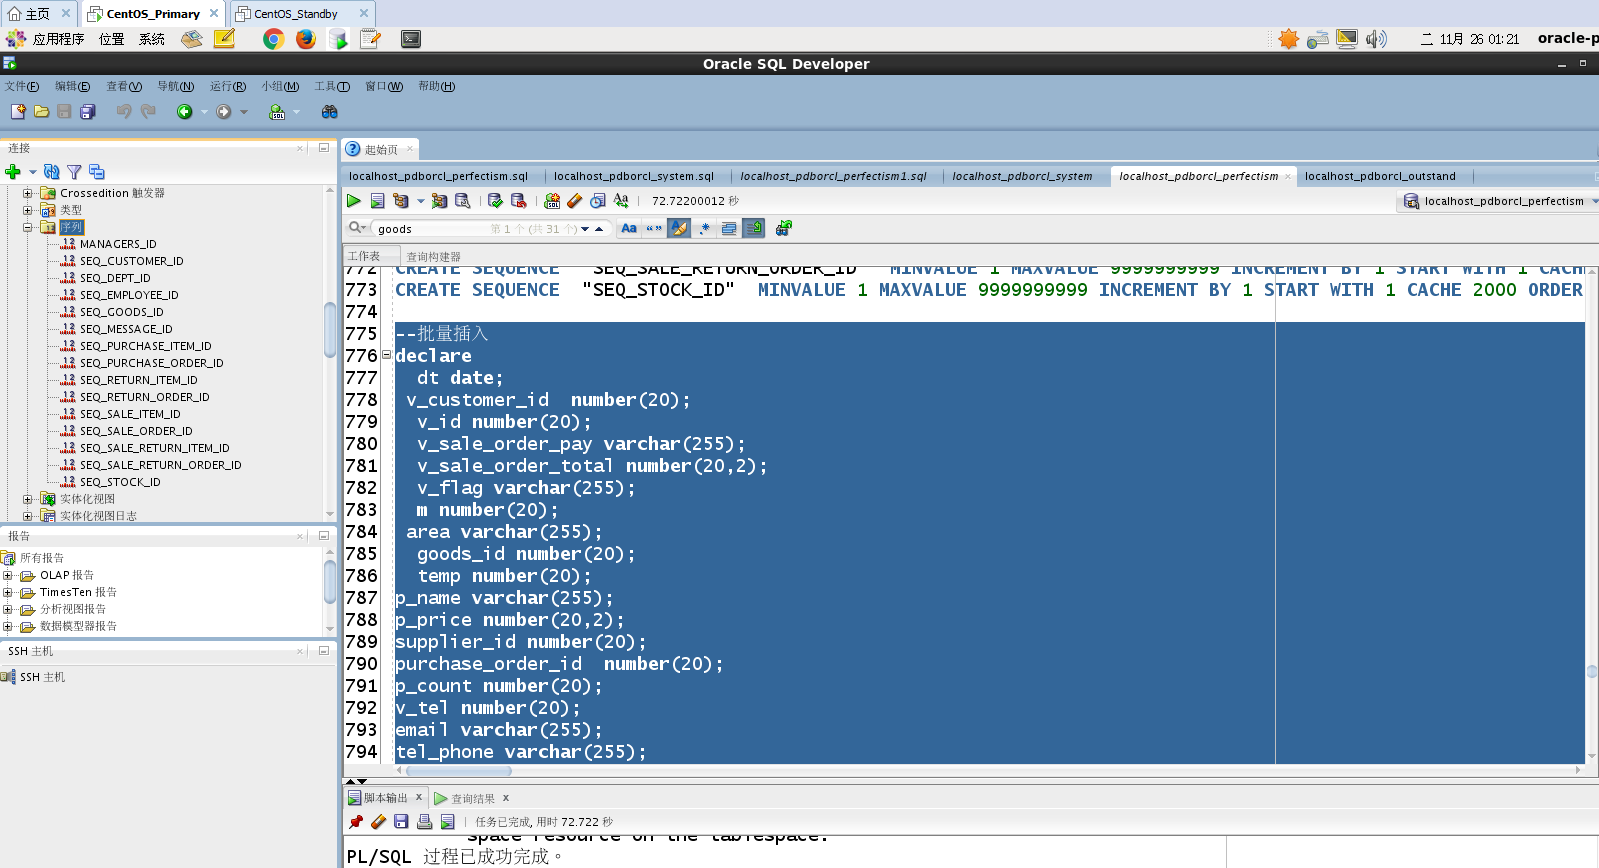 主页 CentOS_Primary CentOS_Standby
应用程序 位置 系统 二 11月 26 01:21 oracle-p
Oracle SQL Developer
文件(F) 编辑(E) 查看(V) 导航(N) 运行(R) 小组(M) 工具(T) 窗口(W) 帮助(H)
连接
Crossedition 触发器
类型
序列
MANAGERS_ID
SEQ_CUSTOMER_ID
SEQ_DEPT_ID
SEQ_EMPLOYEE_ID
SEQ_GOODS_ID
SEQ_MESSAGE_ID
SEQ_PURCHASE_ITEM_ID
SEQ_PURCHASE_ORDER_ID
SEQ_RETURN_ITEM_ID
SEQ_RETURN_ORDER_ID
SEQ_SALE_ITEM_ID
SEQ_SALE_ORDER_ID
SEQ_SALE_RETURN_ITEM_ID
SEQ_SALE_RETURN_ORDER_ID
SEQ_STOCK_ID
实体化视图
实体化视图日志
报告
所有报告
OLAP 报告
TimesTen 报告
分析视图报告
数据模型器报告
SSH 主机
SSH 主机
起始页
localhost_pdborcl_perfectism.sql localhost_pdborcl_system.sql localhost_pdborcl_perfectism1.sql localhost_pdborcl_system localhost_pdborcl_perfectism localhost_pdborcl_outstand
72.72200012 秒 localhost_pdborcl_perfectism
goods 第 1 个 (共 31 个)
工作表 查询构建器
772 CREATE SEQUENCE "SEQ_SALE_RETURN_ORDER_ID" MINVALUE 1 MAXVALUE 9999999999 INCREMENT BY 1 START WITH 1 CACH
773 CREATE SEQUENCE "SEQ_STOCK_ID" MINVALUE 1 MAXVALUE 9999999999 INCREMENT BY 1 START WITH 1 CACHE 2000 ORDER
774
775 --批量插入
776 declare
777 dt date;
778 v_customer_id number(20);
779 v_id number(20);
780 v_sale_order_pay varchar(255);
781 v_sale_order_total number(20,2);
782 v_flag varchar(255);
783 m number(20);
784 area varchar(255);
785 goods_id number(20);
786 temp number(20);
787 p_name varchar(255);
788 p_price number(20,2);
789 supplier_id number(20);
790 purchase_order_id number(20);
791 p_count number(20);
792 v_tel number(20);
793 email varchar(255);
794 tel_phone varchar(255);
脚本输出 x 查询结果 x
任务已完成, 用时 72.722 秒
space resource on the tablespace.
PL/SQL 过程已成功完成。